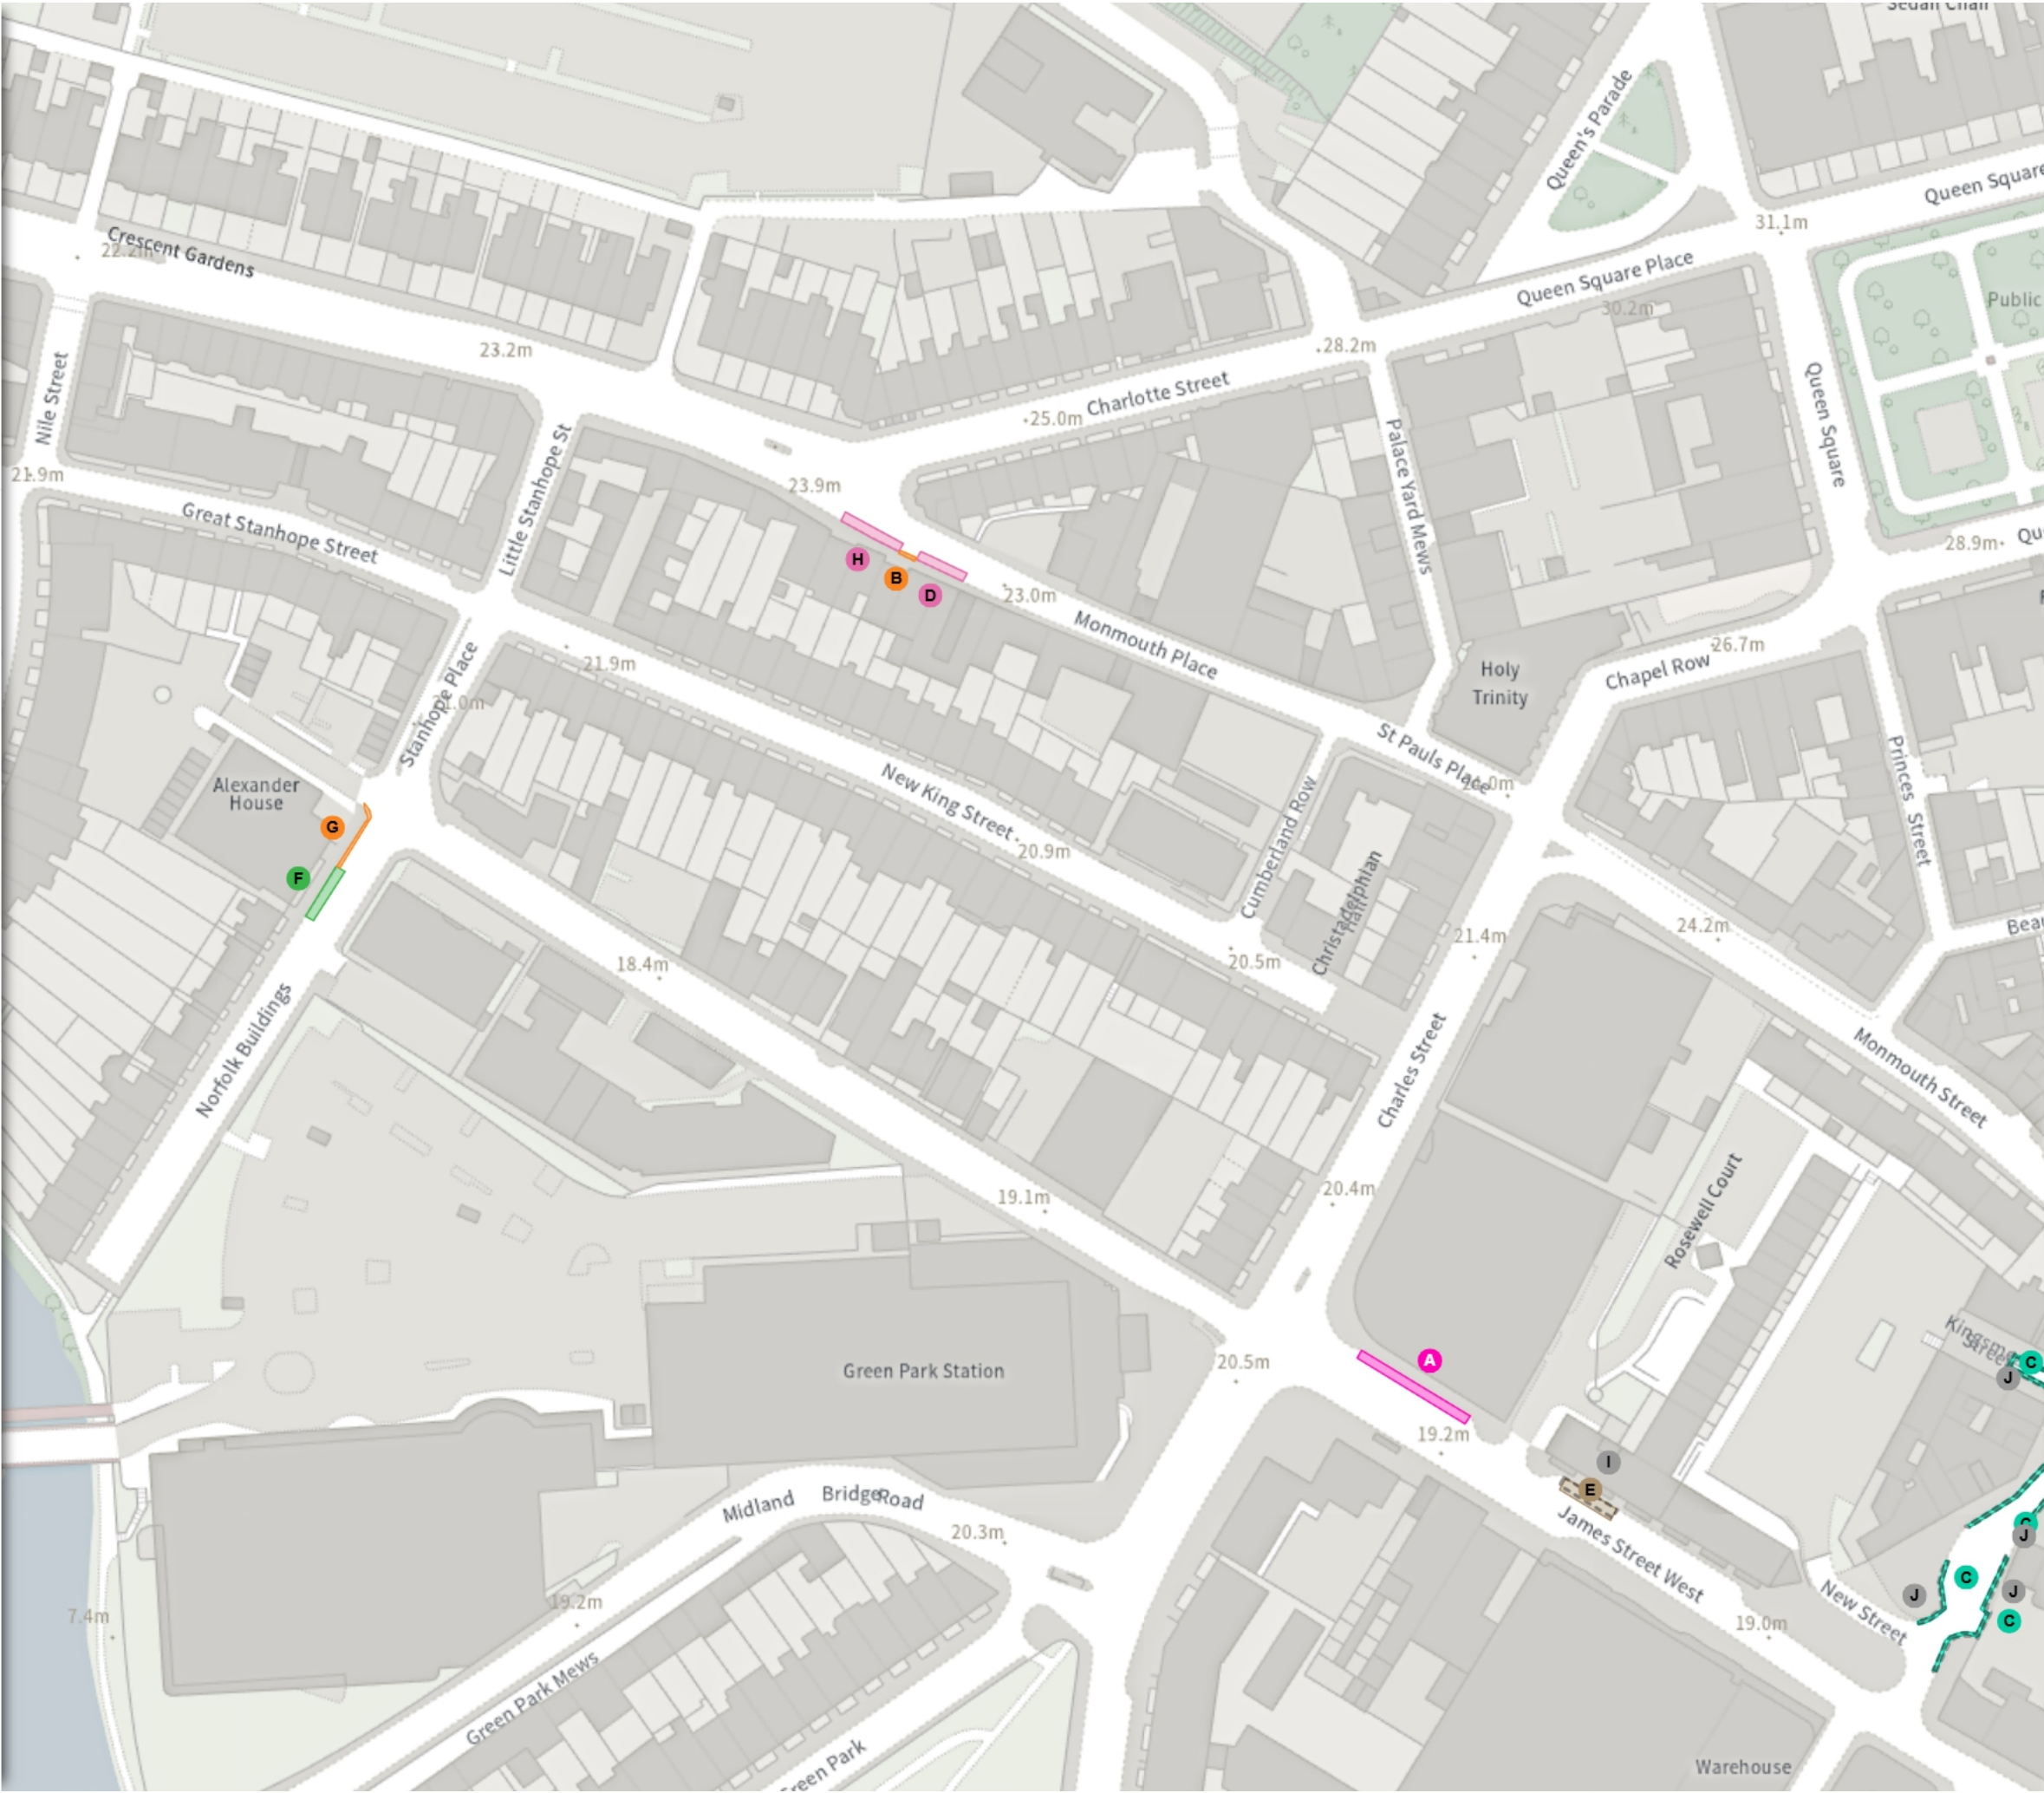 Sedan Chair
Queen's Parade
Queen Square
31.1m
Crescent Gardens
22.2m
Queen Square Place
30.2m
Public
28.2m
23.2m
Nile Street
Charlotte Street
25.0m
Queen Square
Palace Yard Mews
Little Stanhope St
21.9m
23.9m
Great Stanhope Street
28.9m
Qu
H
B
D
23.0m
Monmouth Place
Holy
Trinity
26.7m
Chapel Row
21.9m
Stanhope Place
St Pauls Place
Princes Street
Alexander
House
New King Street
20.9m
Cumberland Row
G
F
Christadelphian
Hall
18.4m
20.5m
21.4m
24.2m
Bea
Norfolk Buildings
Charles Street
Monmouth Street
19.1m
20.4m
Rosewell Court
Green Park Station
20.5m
A
Kingsme
Street
C
J
19.2m
I
E
James Street West
Midland Bridge Road
20.3m
C
J
19.2m
7.4m
J
C
J
C
New Street
19.0m
Green Park Mews
Green Park
Warehouse